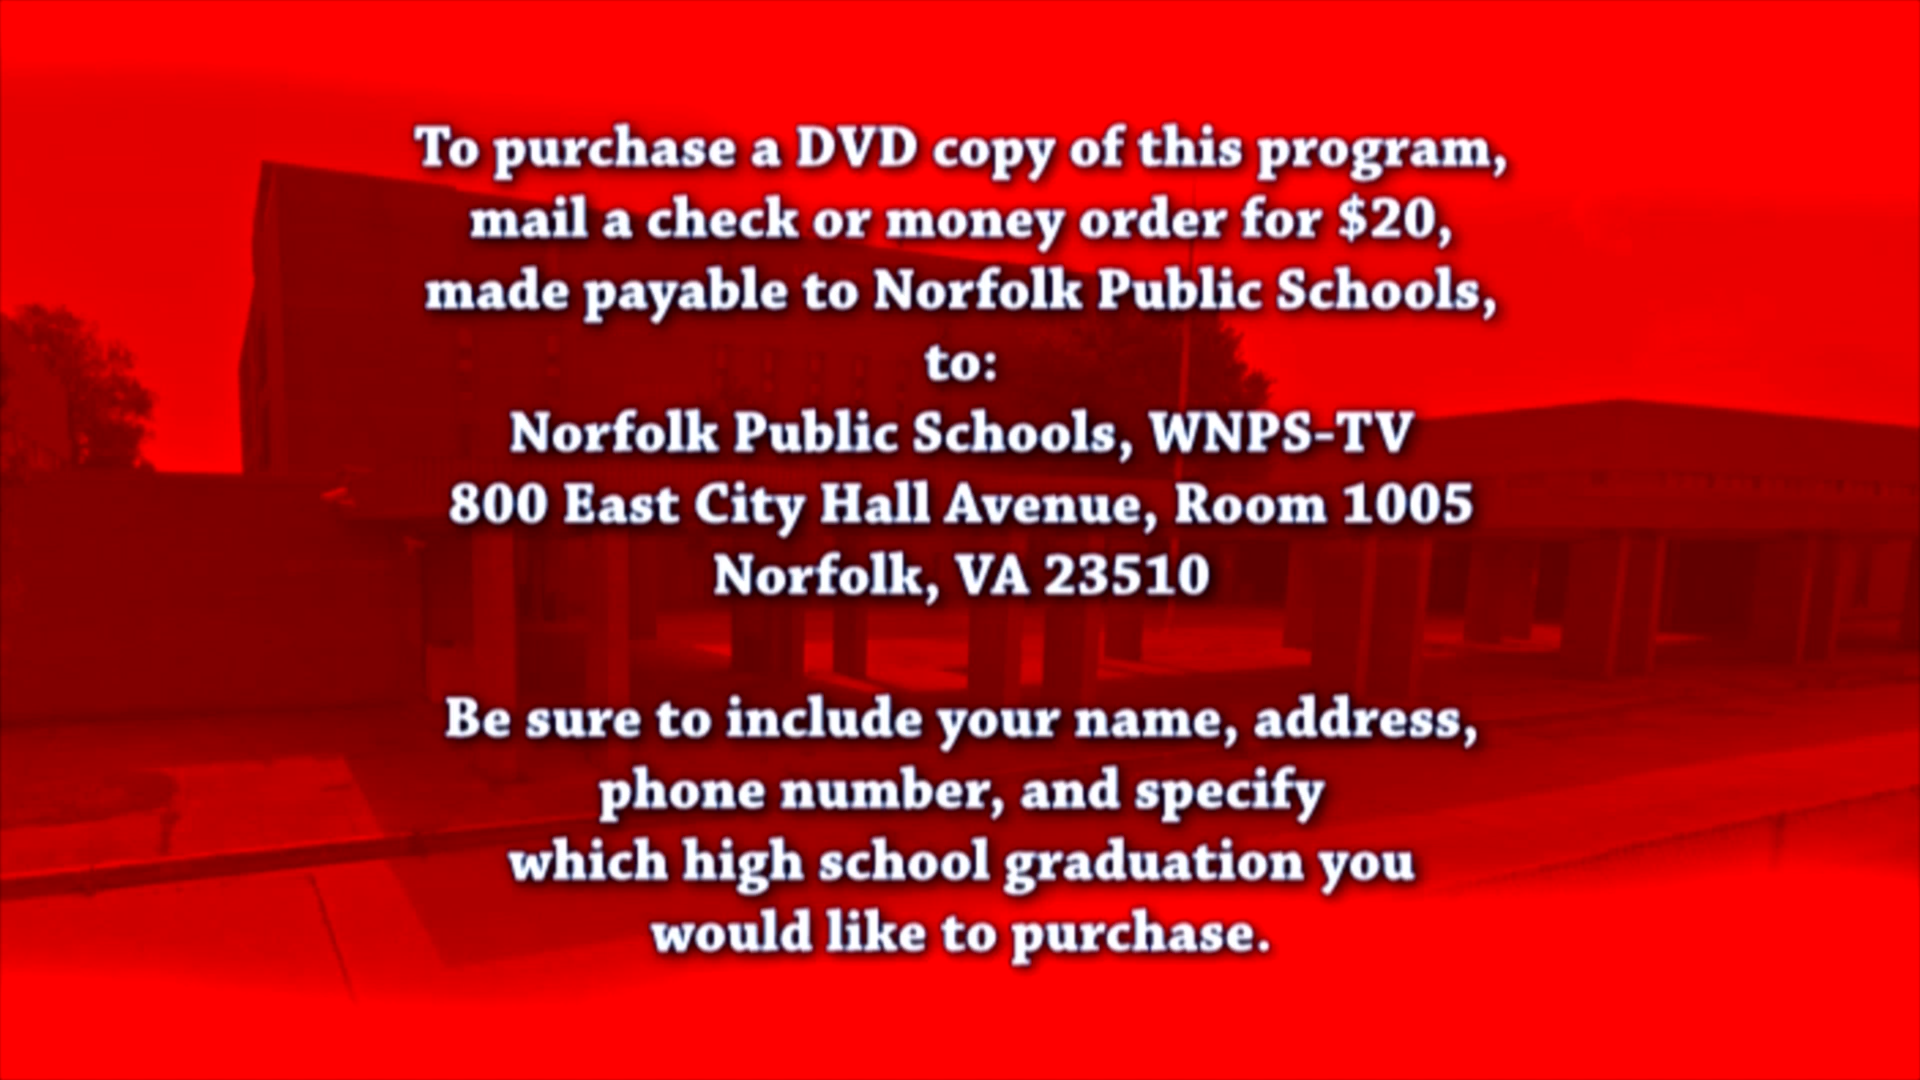 To purchase a DVD copy of this program,
mail a check or money order for $20,
made payable to Norfolk Public Schools,
to:
Norfolk Public Schools, WNPS-TV
800 East City Hall Avenue, Room 1005
Norfolk, VA 23510
Be sure to include your name, address,
phone number, and specify
which high school graduation you
would like to purchase.